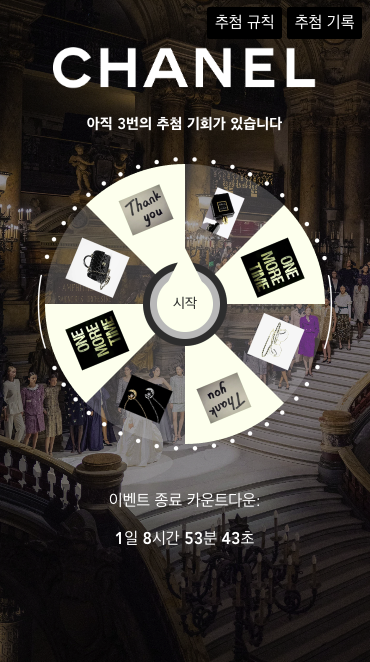 추첨 규칙
추첨 기록
CHANEL
아직 3번의 추첨 기회가 있습니다
Thank
you
ONE
MORE
TIME
ONE
MORE
TIME
Thank
you
시작
이벤트 종료 카운트다운:
1일 8시간 53분 43초